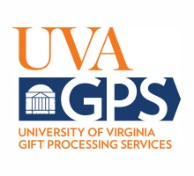 UVA
GPS
UNIVERSITY OF VIRGINIA
GIFT PROCESSING SERVICES